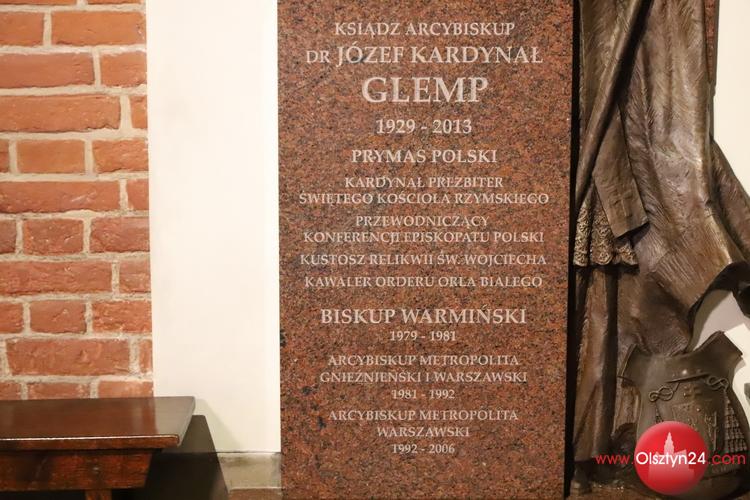 KSIĄDZ ARCYBISKUP
DR JÓZEF KARDYNAŁ
GLEMP
1929 - 2013
PRYMAS POLSKI
KARDYNAŁ PREZBITER
ŚWIĘTEGO KOŚCIOŁA RZYMSKIEGO
PRZEWODNICZĄCY
KONFERENCJI EPISKOPATU POLSKI
KUSTOSZ RELIKWII ŚW. WOJCIECHA
KAWALER ORDERU ORŁA BIAŁEGO
BISKUP WARMIŃSKI
1979 - 1981
ARCYBISKUP METROPOLITA
GNIEŹNIEŃSKI I WARSZAWSKI
1981 - 1992
ARCYBISKUP METROPOLITA
WARSZAWSKI
1992 - 2006
www.Olsztyn24.com